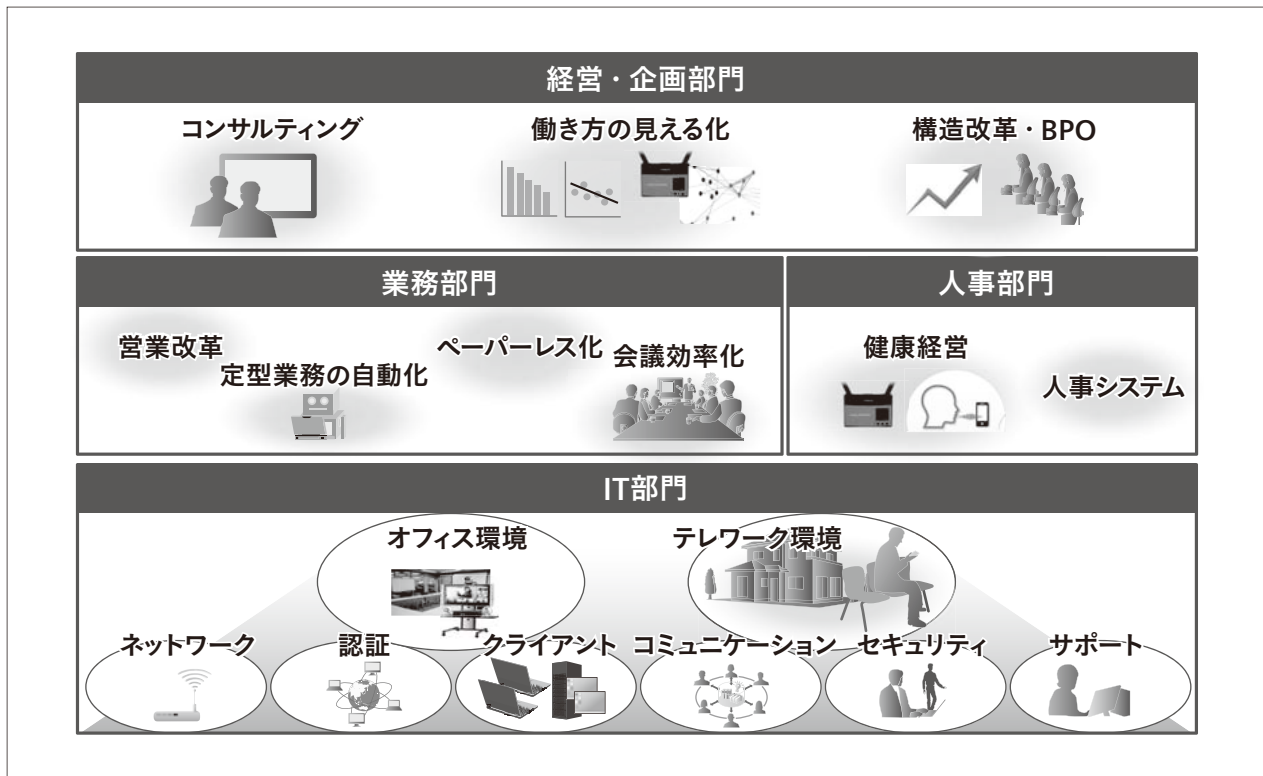 経営・企画部門
コンサルティング
働き方の見える化
構造改革・BPO
業務部門
営業改革
定型業務の自動化
ペーパーレス化
会議効率化
人事部門
健康経営
人事システム
IT部門
オフィス環境
テレワーク環境
ネットワーク
認証
クライアント
コミュニケーション
セキュリティ
サポート